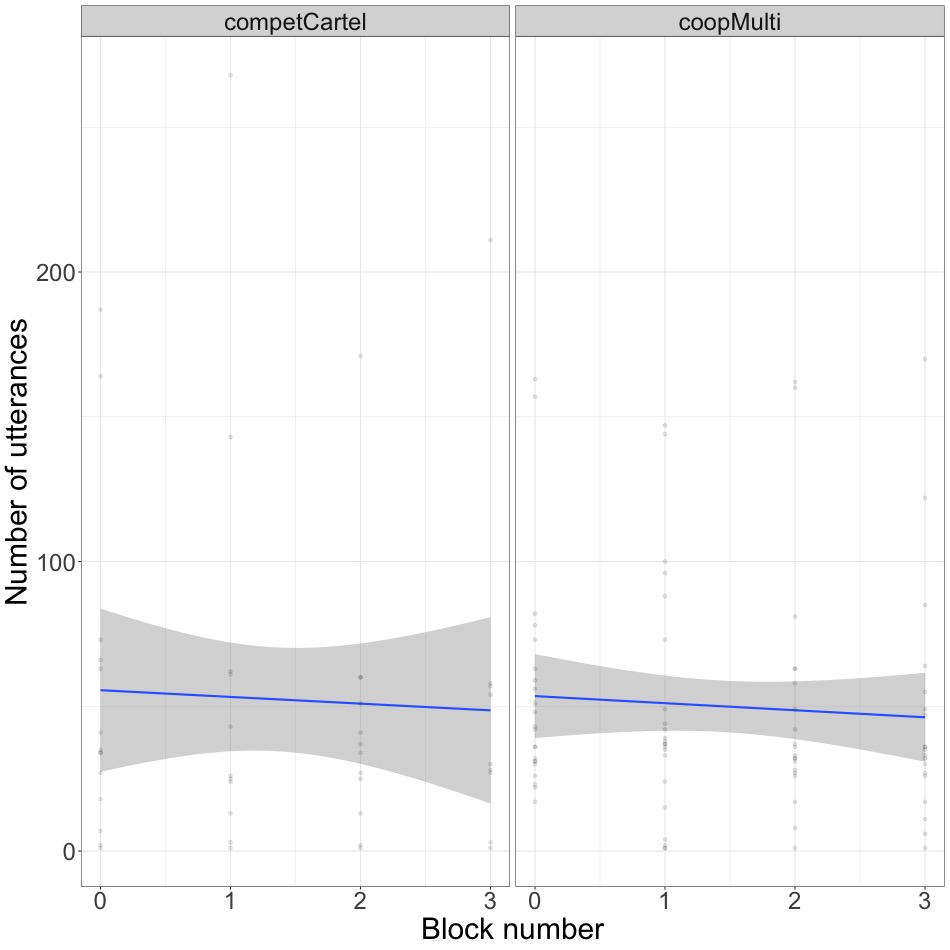 competCartel
coopMulti
Number of utterances
200
100
0
0 1 2 3
0 1 2 3
Block number